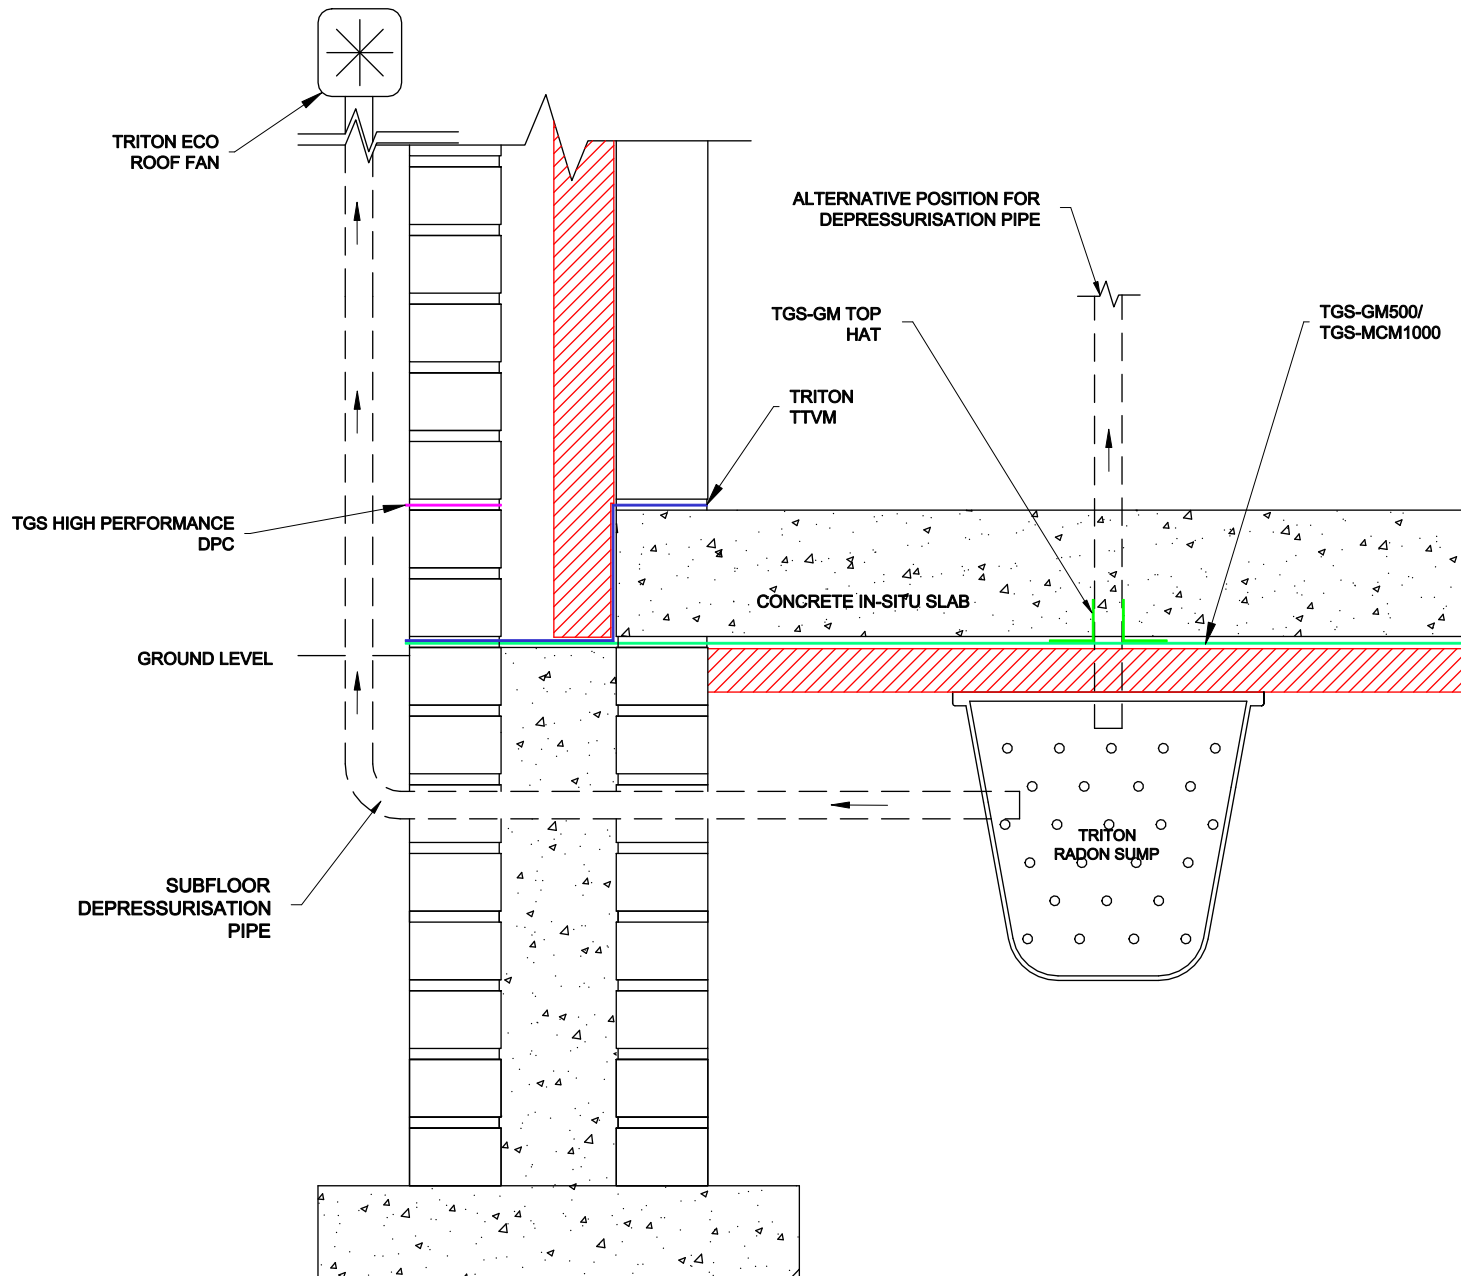 TRITON ECO
ROOF FAN
ALTERNATIVE POSITION FOR
DEPRESSURISATION PIPE
TGS-GM TOP
HAT
TGS-GM500/
TGS-MCM1000
TRITON
TTVM
TGS HIGH PERFORMANCE
DPC
CONCRETE IN-SITU SLAB
GROUND LEVEL
TRITON
RADON SUMP
SUBFLOOR
DEPRESSURISATION
PIPE